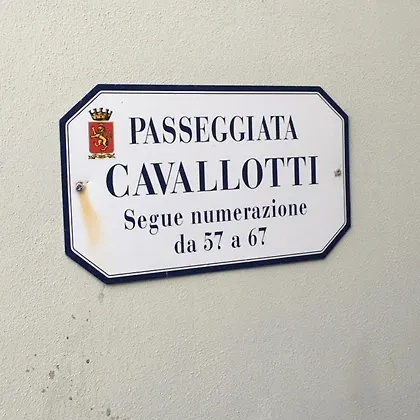 PASSEGGIATA
CAVALLOTTI
Segue numerazione
da 57 a 67